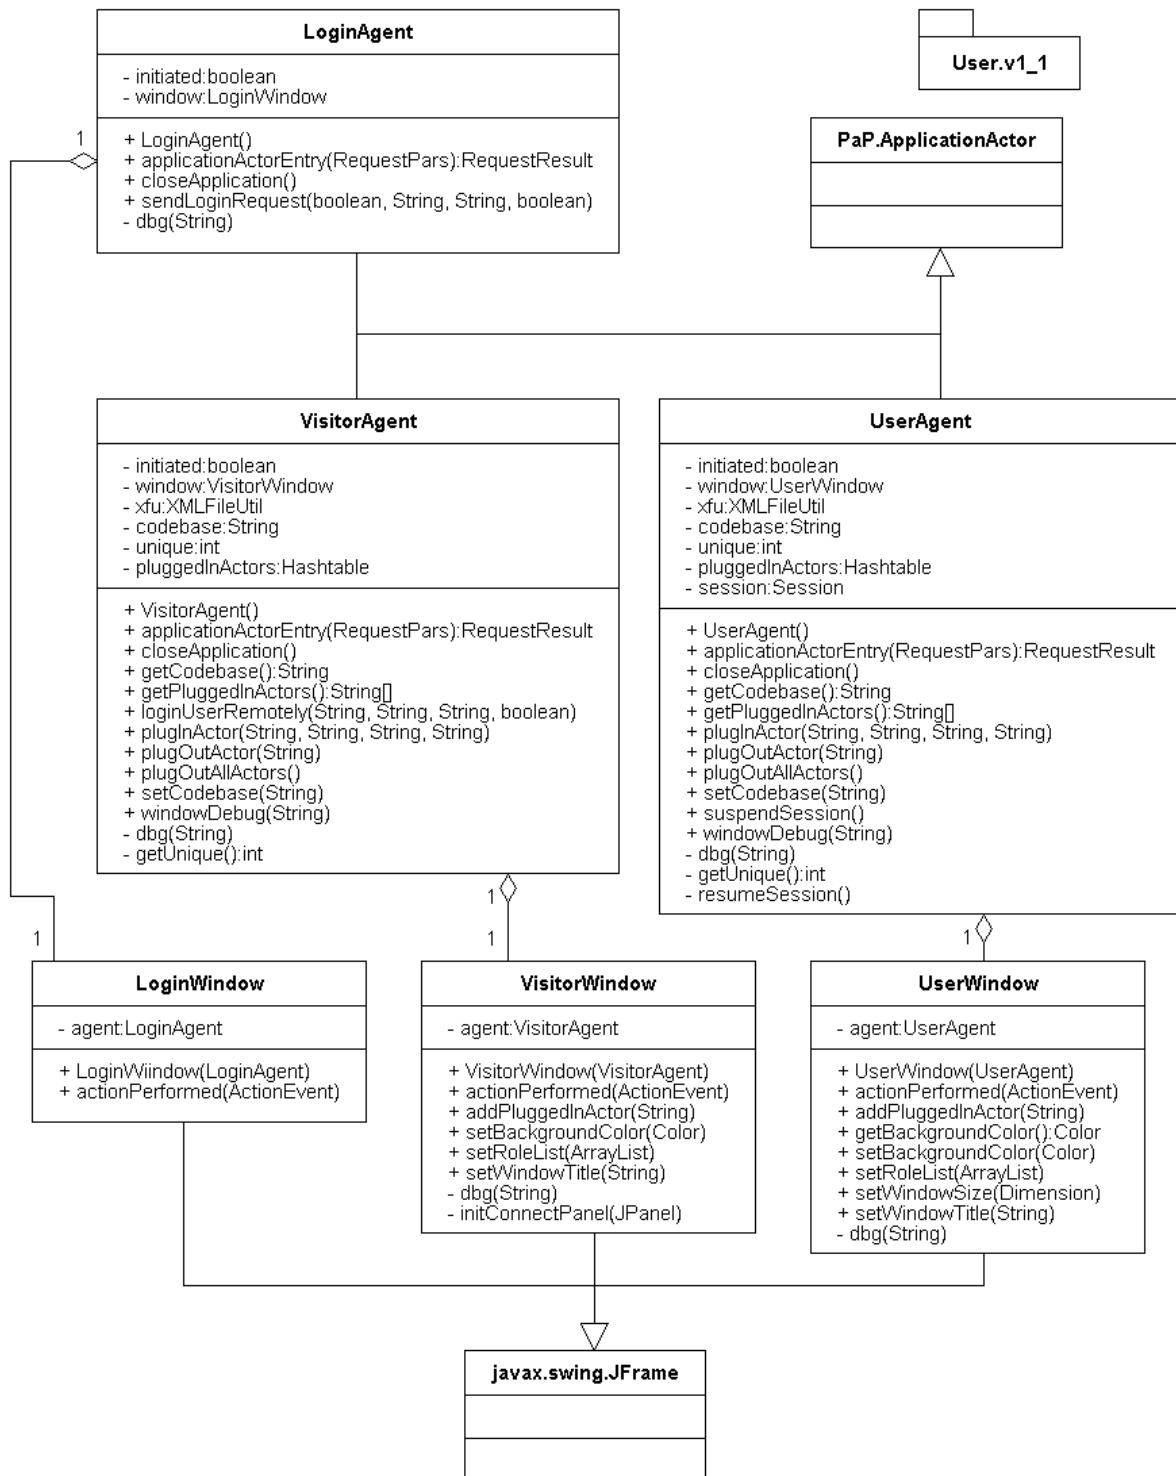 LoginAgent
- initiated:boolean
- window:LoginWindow
+ LoginAgent()
+ applicationActorEntry(RequestPars):RequestResult
+ closeApplication()
+ sendLoginRequest(boolean, String, String, boolean)
- dbg(String)
User.v1_1
PaP.ApplicationActor
1
VisitorAgent
- initiated:boolean
- window:VisitorWindow
- xfu:XMLFileUtil
- codebase:String
- unique:int
- pluggedInActors:Hashtable
+ VisitorAgent()
+ applicationActorEntry(RequestPars):RequestResult
+ closeApplication()
+ getCodebase():String
+ getPluggedInActors():String[]
+ loginUserRemotely(String, String, String, boolean)
+ plugInActor(String, String, String, String)
+ plugOutActor(String)
+ plugOutAllActors()
+ setCodebase(String)
+ windowDebug(String)
- dbg(String)
- getUnique():int
UserAgent
- initiated:boolean
- window:UserWindow
- xfu:XMLFileUtil
- codebase:String
- unique:int
- pluggedInActors:Hashtable
- session:Session
+ UserAgent()
+ applicationActorEntry(RequestPars):RequestResult
+ closeApplication()
+ getCodebase():String
+ getPluggedInActors():String[]
+ plugInActor(String, String, String, String)
+ plugOutActor(String)
+ plugOutAllActors()
+ setCodebase(String)
+ suspendSession()
+ windowDebug(String)
- dbg(String)
- getUnique():int
- resumeSession()
1
1
1
1
LoginWindow
- agent:LoginAgent
+ LoginWiindow(LoginAgent)
+ actionPerformed(ActionEvent)
VisitorWindow
- agent:VisitorAgent
+ VisitorWindow(VisitorAgent)
+ actionPerformed(ActionEvent)
+ addPluggedInActor(String)
+ setBackgroundColor(Color)
+ setRoleList(ArrayList)
+ setWindowTitle(String)
- dbg(String)
- initConnectPanel(JPanel)
UserWindow
- agent:UserAgent
+ UserWindow(UserAgent)
+ actionPerformed(ActionEvent)
+ addPluggedInActor(String)
+ getBackgroundColor():Color
+ setBackgroundColor(Color)
+ setRoleList(ArrayList)
+ setWindowSize(Dimension)
+ setWindowTitle(String)
- dbg(String)
javax.swing.JFrame